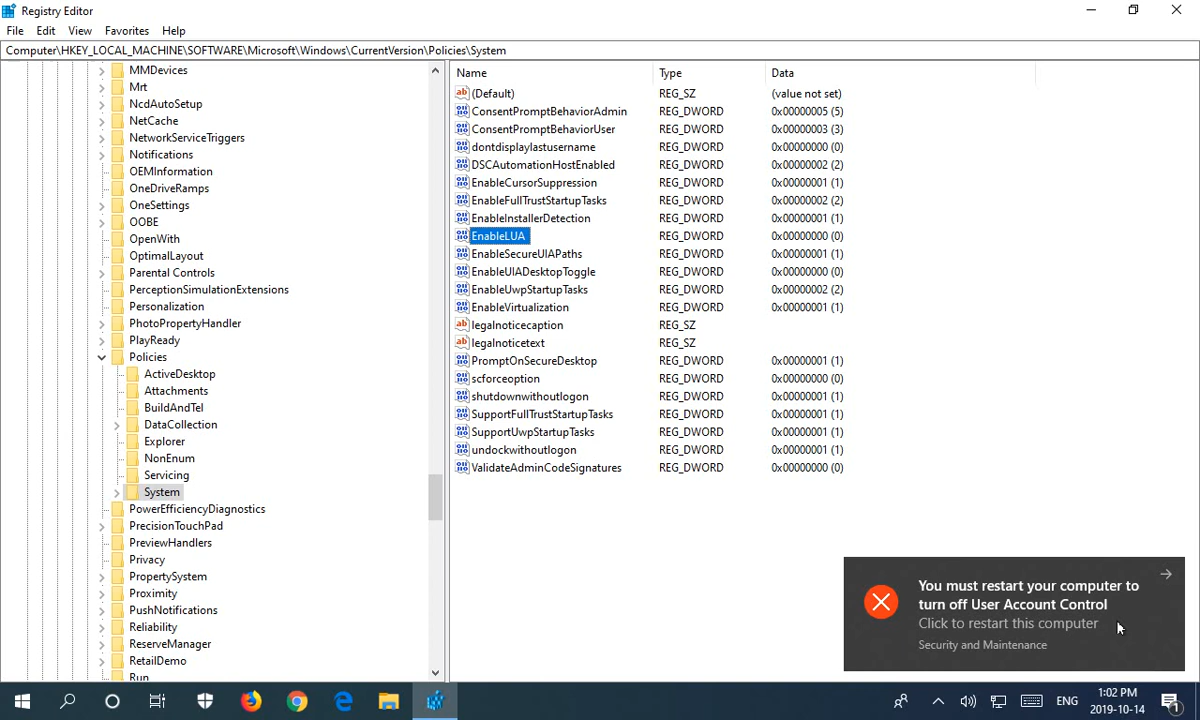 Registry Editor
File Edit View Favorites Help
Computer\HKEY_LOCAL_MACHINE\SOFTWARE\Microsoft\Windows\CurrentVersion\Policies\System
MMDevices
Mrt
NcdAutoSetup
NetCache
NetworkServiceTriggers
Notifications
OEMInformation
OneDriveRamps
OneSettings
OOBE
OpenWith
OptimalLayout
Parental Controls
PerceptionSimulationExtensions
Personalization
PhotoPropertyHandler
PlayReady
Policies
ActiveDesktop
Attachments
BuildAndTel
DataCollection
Explorer
NonEnum
Servicing
System
PowerEfficiencyDiagnostics
PrecisionTouchPad
PreviewHandlers
Privacy
PropertySystem
Proximity
PushNotifications
Reliability
ReserveManager
RetailDemo
Run
Name Type Data
(Default) REG_SZ (value not set)
ConsentPromptBehaviorAdmin REG_DWORD 0x00000005 (5)
ConsentPromptBehaviorUser REG_DWORD 0x00000003 (3)
dontdisplaylastusername REG_DWORD 0x00000000 (0)
DSCAutomationHostEnabled REG_DWORD 0x00000002 (2)
EnableCursorSuppression REG_DWORD 0x00000001 (1)
EnableFullTrustStartupTasks REG_DWORD 0x00000002 (2)
EnableInstallerDetection REG_DWORD 0x00000001 (1)
EnableLUA REG_DWORD 0x00000000 (0)
EnableSecureUIAPaths REG_DWORD 0x00000001 (1)
EnableUIADesktopToggle REG_DWORD 0x00000000 (0)
EnableUwpStartupTasks REG_DWORD 0x00000002 (2)
EnableVirtualization REG_DWORD 0x00000001 (1)
legalnoticecaption REG_SZ
legalnoticetext REG_SZ
PromptOnSecureDesktop REG_DWORD 0x00000001 (1)
scforceoption REG_DWORD 0x00000000 (0)
shutdownwithoutlogon REG_DWORD 0x00000001 (1)
SupportFullTrustStartupTasks REG_DWORD 0x00000001 (1)
SupportUwpStartupTasks REG_DWORD 0x00000001 (1)
undockwithoutlogon REG_DWORD 0x00000001 (1)
ValidateAdminCodeSignatures REG_DWORD 0x00000000 (0)
You must restart your computer to
turn off User Account Control
Click to restart this computer
Security and Maintenance
ENG
1:02 PM
2019-10-14
1